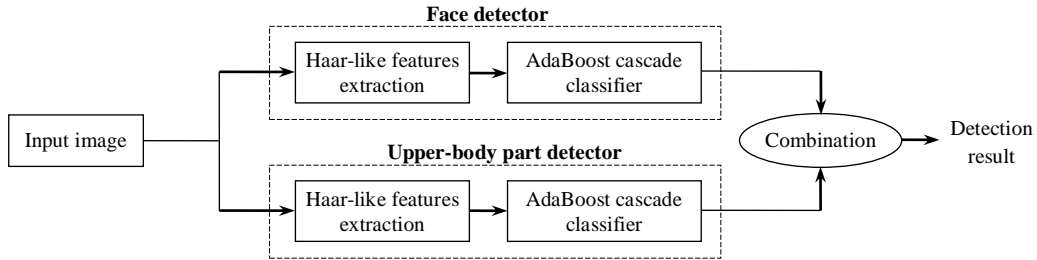 Face detector
Haar-like features
extraction
AdaBoost cascade
classifier
Input image
Combination
Detection
result
Upper-body part detector
Haar-like features
extraction
AdaBoost cascade
classifier